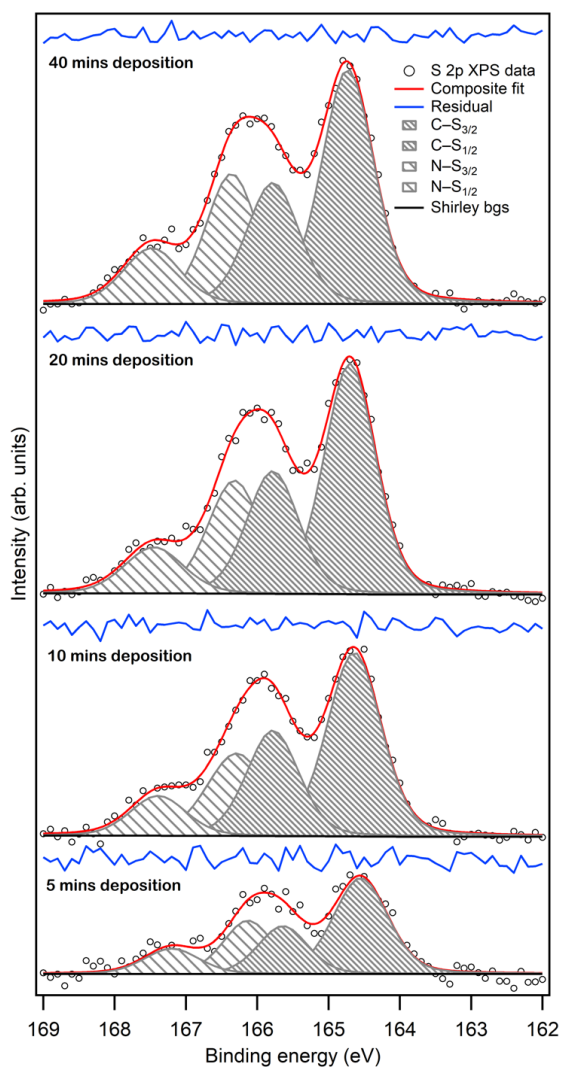 40 mins deposition
S 2p XPS data
Composite fit
Residual
C–S3/2
C–S1/2
N–S3/2
N–S1/2
Shirley bgs
20 mins deposition
10 mins deposition
5 mins deposition
Intensity (arb. units)
169 168 167 166 165 164 163 162
Binding energy (eV)